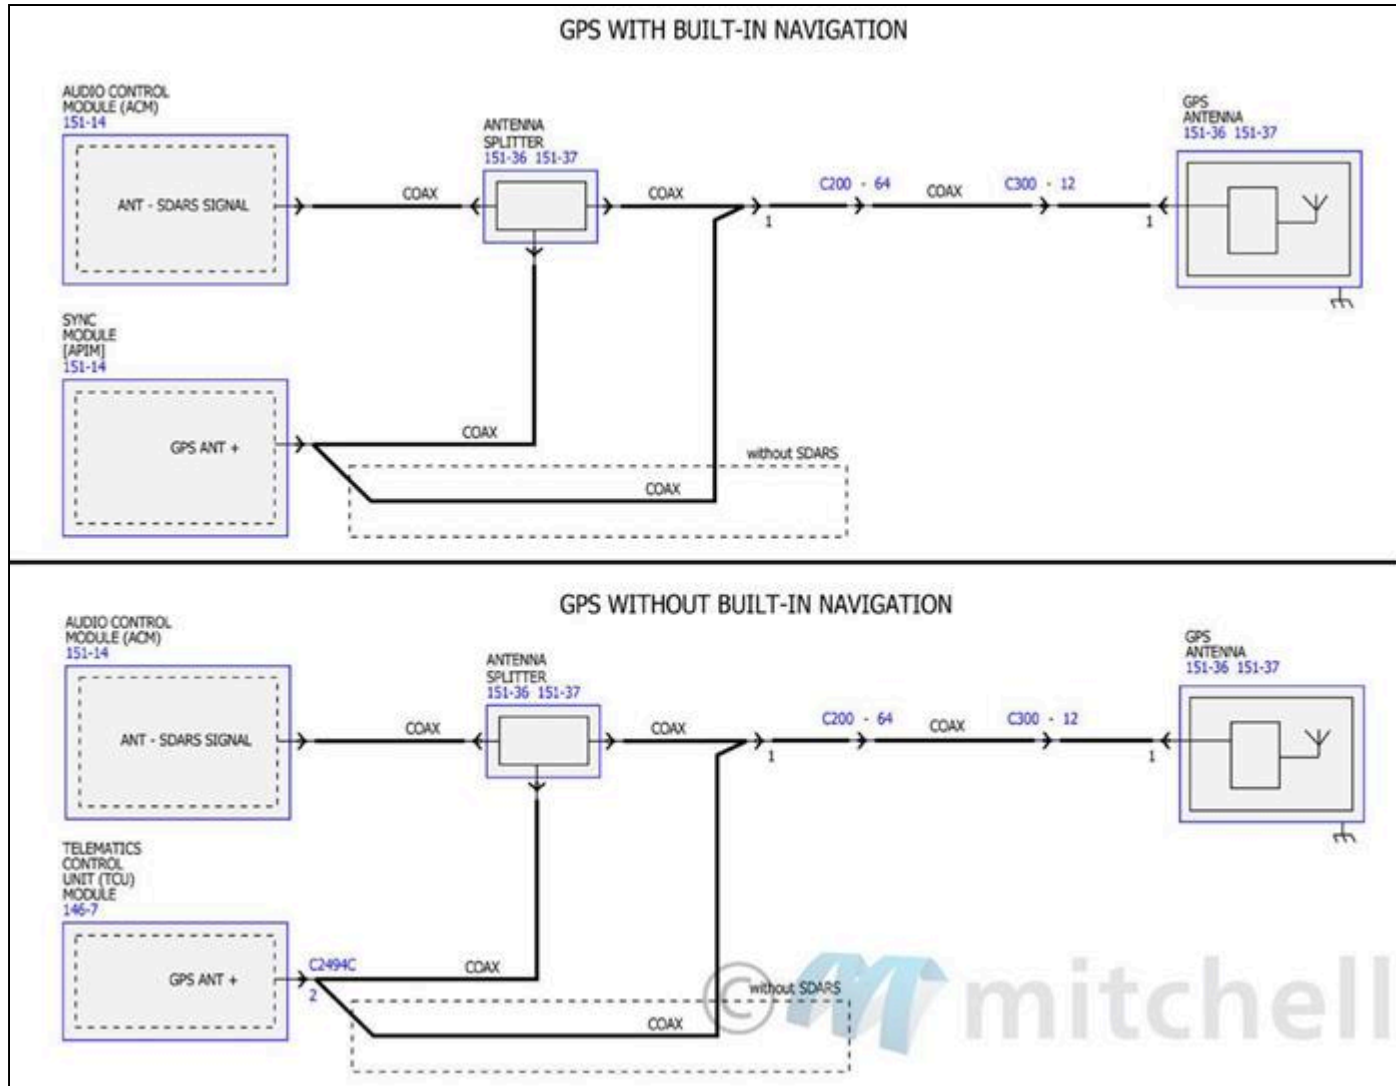 GPS WITH BUILT-IN NAVIGATION
AUDIO CONTROL
MODULE (ACM)
151-14
ANT - SDARS SIGNAL
COAX
ANTENNA
SPLITTER
151-36 151-37
COAX
1
C200 - 64
COAX
C300 - 12
1
GPS
ANTENNA
151-36 151-37
SYNC
MODULE
[APIM]
151-14
GPS ANT +
COAX
without SDARS
COAX
GPS WITHOUT BUILT-IN NAVIGATION
AUDIO CONTROL
MODULE (ACM)
151-14
ANT - SDARS SIGNAL
COAX
ANTENNA
SPLITTER
151-36 151-37
COAX
1
C200 - 64
COAX
C300 - 12
1
GPS
ANTENNA
151-36 151-37
TELEMATICS
CONTROL
UNIT (TCU)
MODULE
146-7
GPS ANT +
C2494C
2
COAX
without SDARS
COAX
© mitchell